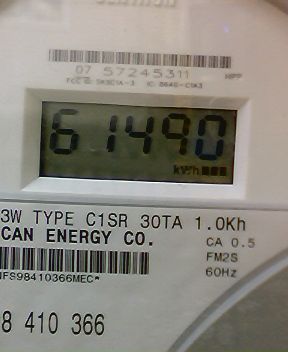 07 57245311
61490
kWh
3W TYPE C1SR 30TA 1.0Kh
CAN ENERGY CO.
CA 0.5
FM2S
60Hz
8 410 366